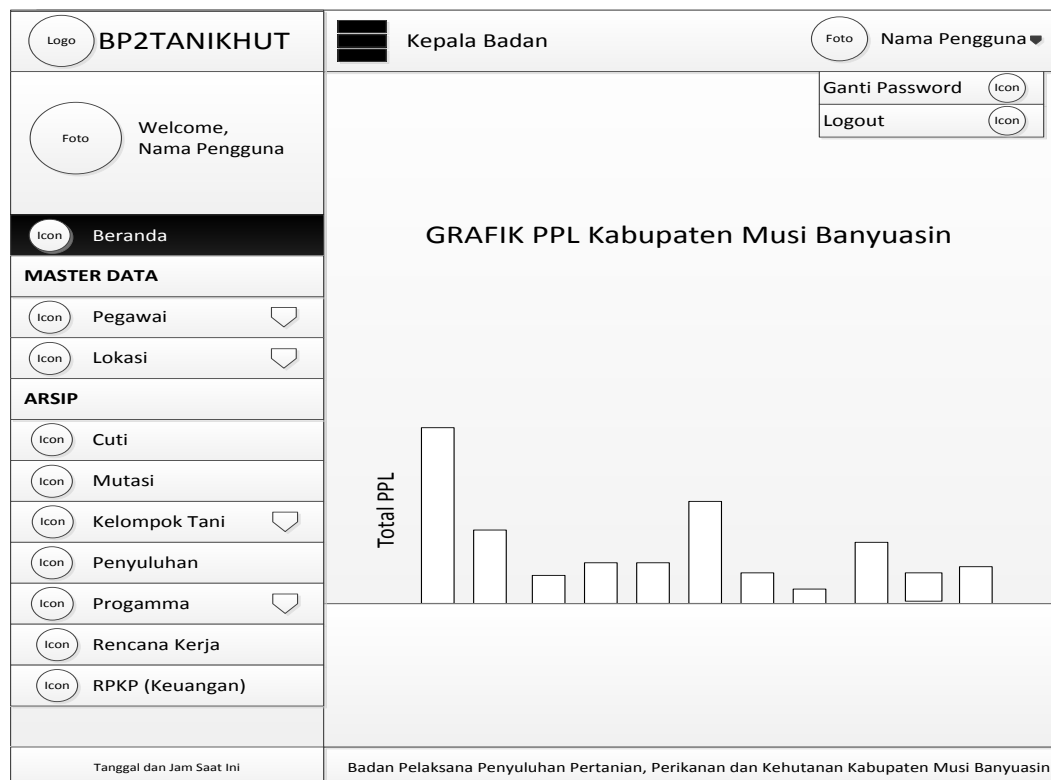 Logo
BP2TANIKHUT
Kepala Badan
Foto
Nama Pengguna
Ganti Password
Icon
Logout
Icon
Foto
Welcome,
Nama Pengguna
Icon
Beranda
MASTER DATA
Icon
Pegawai
Icon
Lokasi
ARSIP
Icon
Cuti
Icon
Mutasi
Icon
Kelompok Tani
Icon
Penyuluhan
Icon
Progamma
Icon
Rencana Kerja
Icon
RPKP (Keuangan)
Tanggal dan Jam Saat Ini
GRAFIK PPL Kabupaten Musi Banyuasin
Total PPL
Badan Pelaksana Penyuluhan Pertanian, Perikanan dan Kehutanan Kabupaten Musi Banyuasin